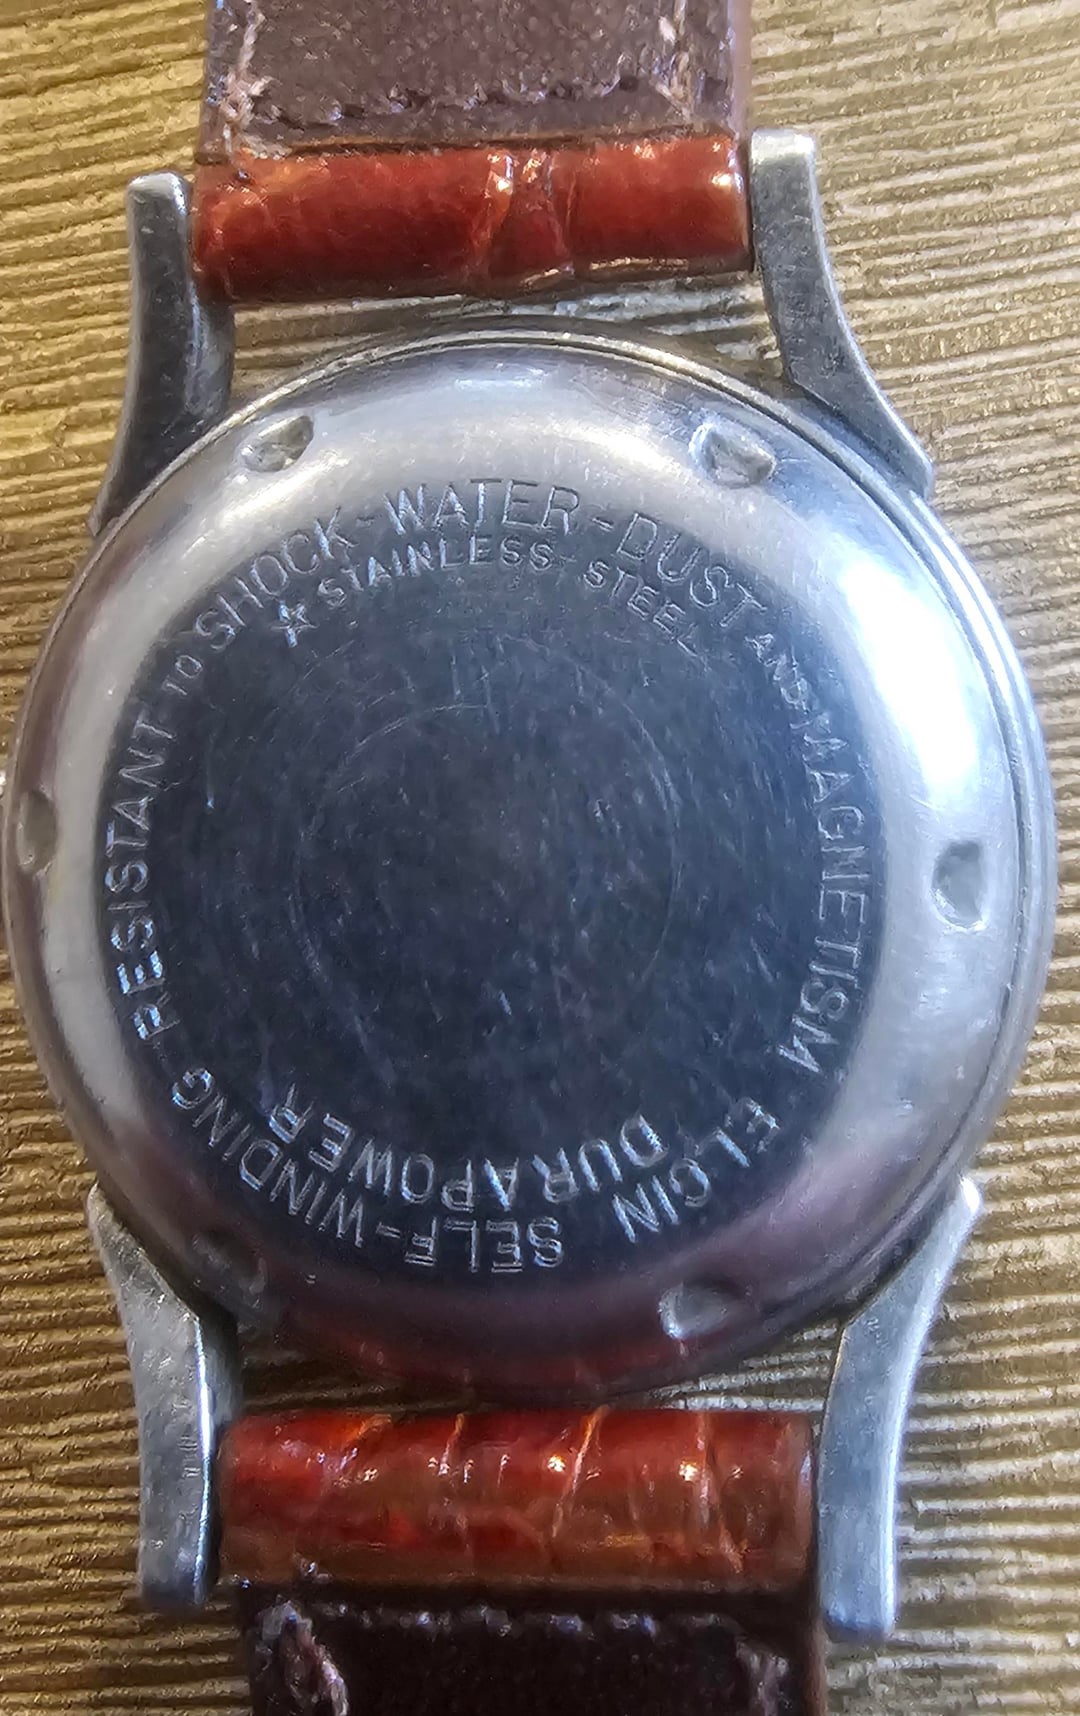 RESISTANT TO SHOCK-WATER-DUST AND MAGNETISM
STAINLESS STEEL
ELGIN SELF-WINDING
DURAPOWER